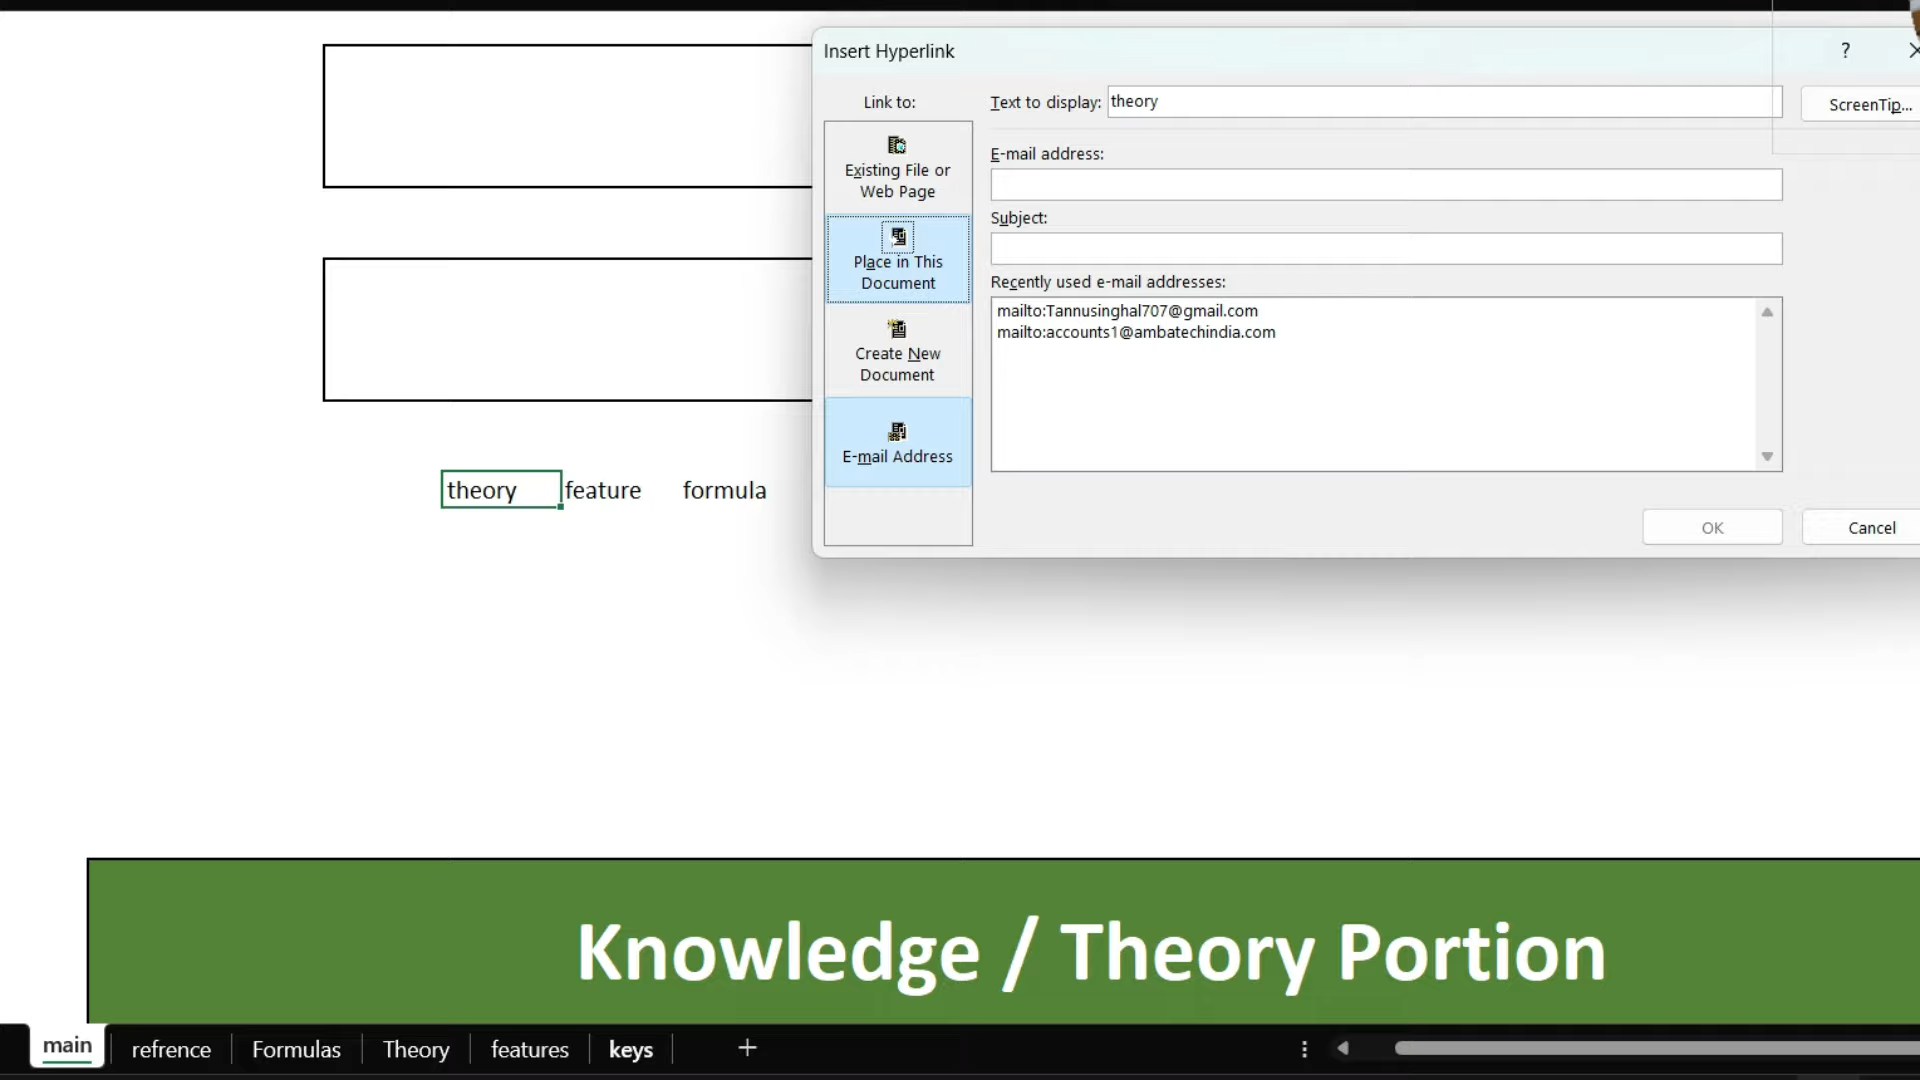 Insert Hyperlink
?
Link to:
Text to display: theory
ScreenTip...
Existing File or
Web Page
E-mail address:
Place in This
Document
Subject:
Create New
Document
Recently used e-mail addresses:
mailto:Tannusinghal707@gmail.com
mailto:accounts1@ambatechindia.com
E-mail Address
OK
Cancel
theory feature formula
Knowledge / Theory Portion
main refrence Formulas Theory features keys +